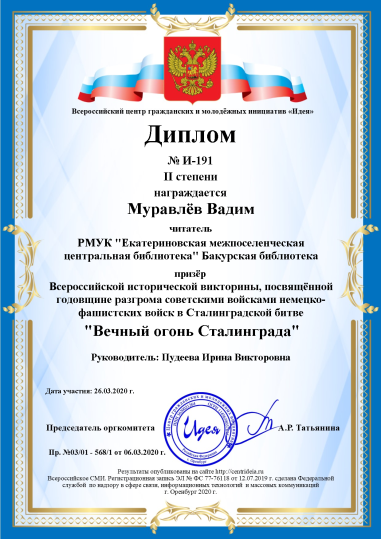 Всероссийский центр гражданских и молодёжных инициатив «Идея»
Диплом
№ И-191
II степени
награждается
Муравлёв Вадим
читатель
РМУК "Екатериновская межпоселенческая
центральная библиотека" Бакурская библиотека
призёр
Всероссийской исторической викторины, посвящённой
годовщине разгрома советскими войсками немецко-
фашистских войск в Сталинградской битве
"Вечный огонь Сталинграда"
Руководитель: Пудеева Ирина Викторовна
Дата участия: 26.03.2020 г.
Председатель оргкомитета
Идея
А.Р. Татьянина
Пр. №03/01 - 568/1 от 06.03.2020 г.
Результаты опубликованы на сайте http://centrideia.ru
Всероссийское СМИ. Регистрационная запись ЭЛ № ФС 77-76118 от 12.07.2019 г. сделана Федеральной
службой по надзору в сфере связи, информационных технологий и массовых коммуникаций
г. Оренбург 2020 г.